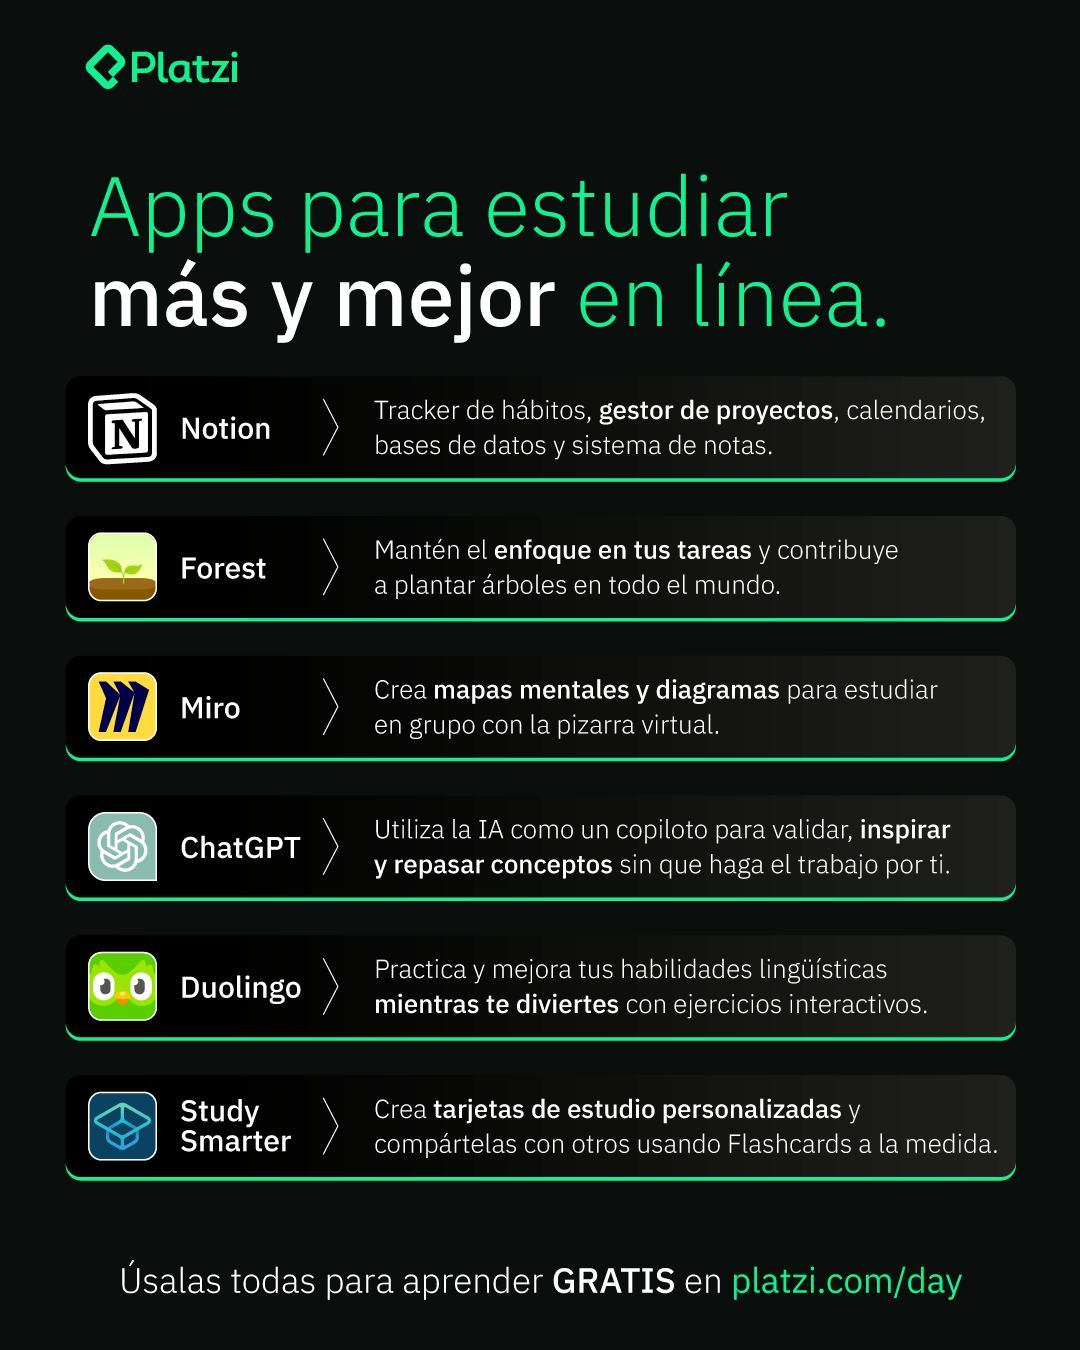 Platzi
Apps para estudiar
más y mejor en línea.
N
Notion
Tracker de hábitos, gestor de proyectos, calendarios,
bases de datos y sistema de notas.
Forest
Mantén el enfoque en tus tareas y contribuye
a plantar árboles en todo el mundo.
Miro
Crea mapas mentales y diagramas para estudiar
en grupo con la pizarra virtual.
ChatGPT
Utiliza la IA como un copiloto para validar, inspirar
y repasar conceptos sin que haga el trabajo por ti.
Duolingo
Practica y mejora tus habilidades lingüísticas
mientras te diviertes con ejercicios interactivos.
Study
Smarter
Crea tarjetas de estudio personalizadas y
compártelas con otros usando Flashcards a la medida.
Úsalas todas para aprender GRATIS en platzi.com/day